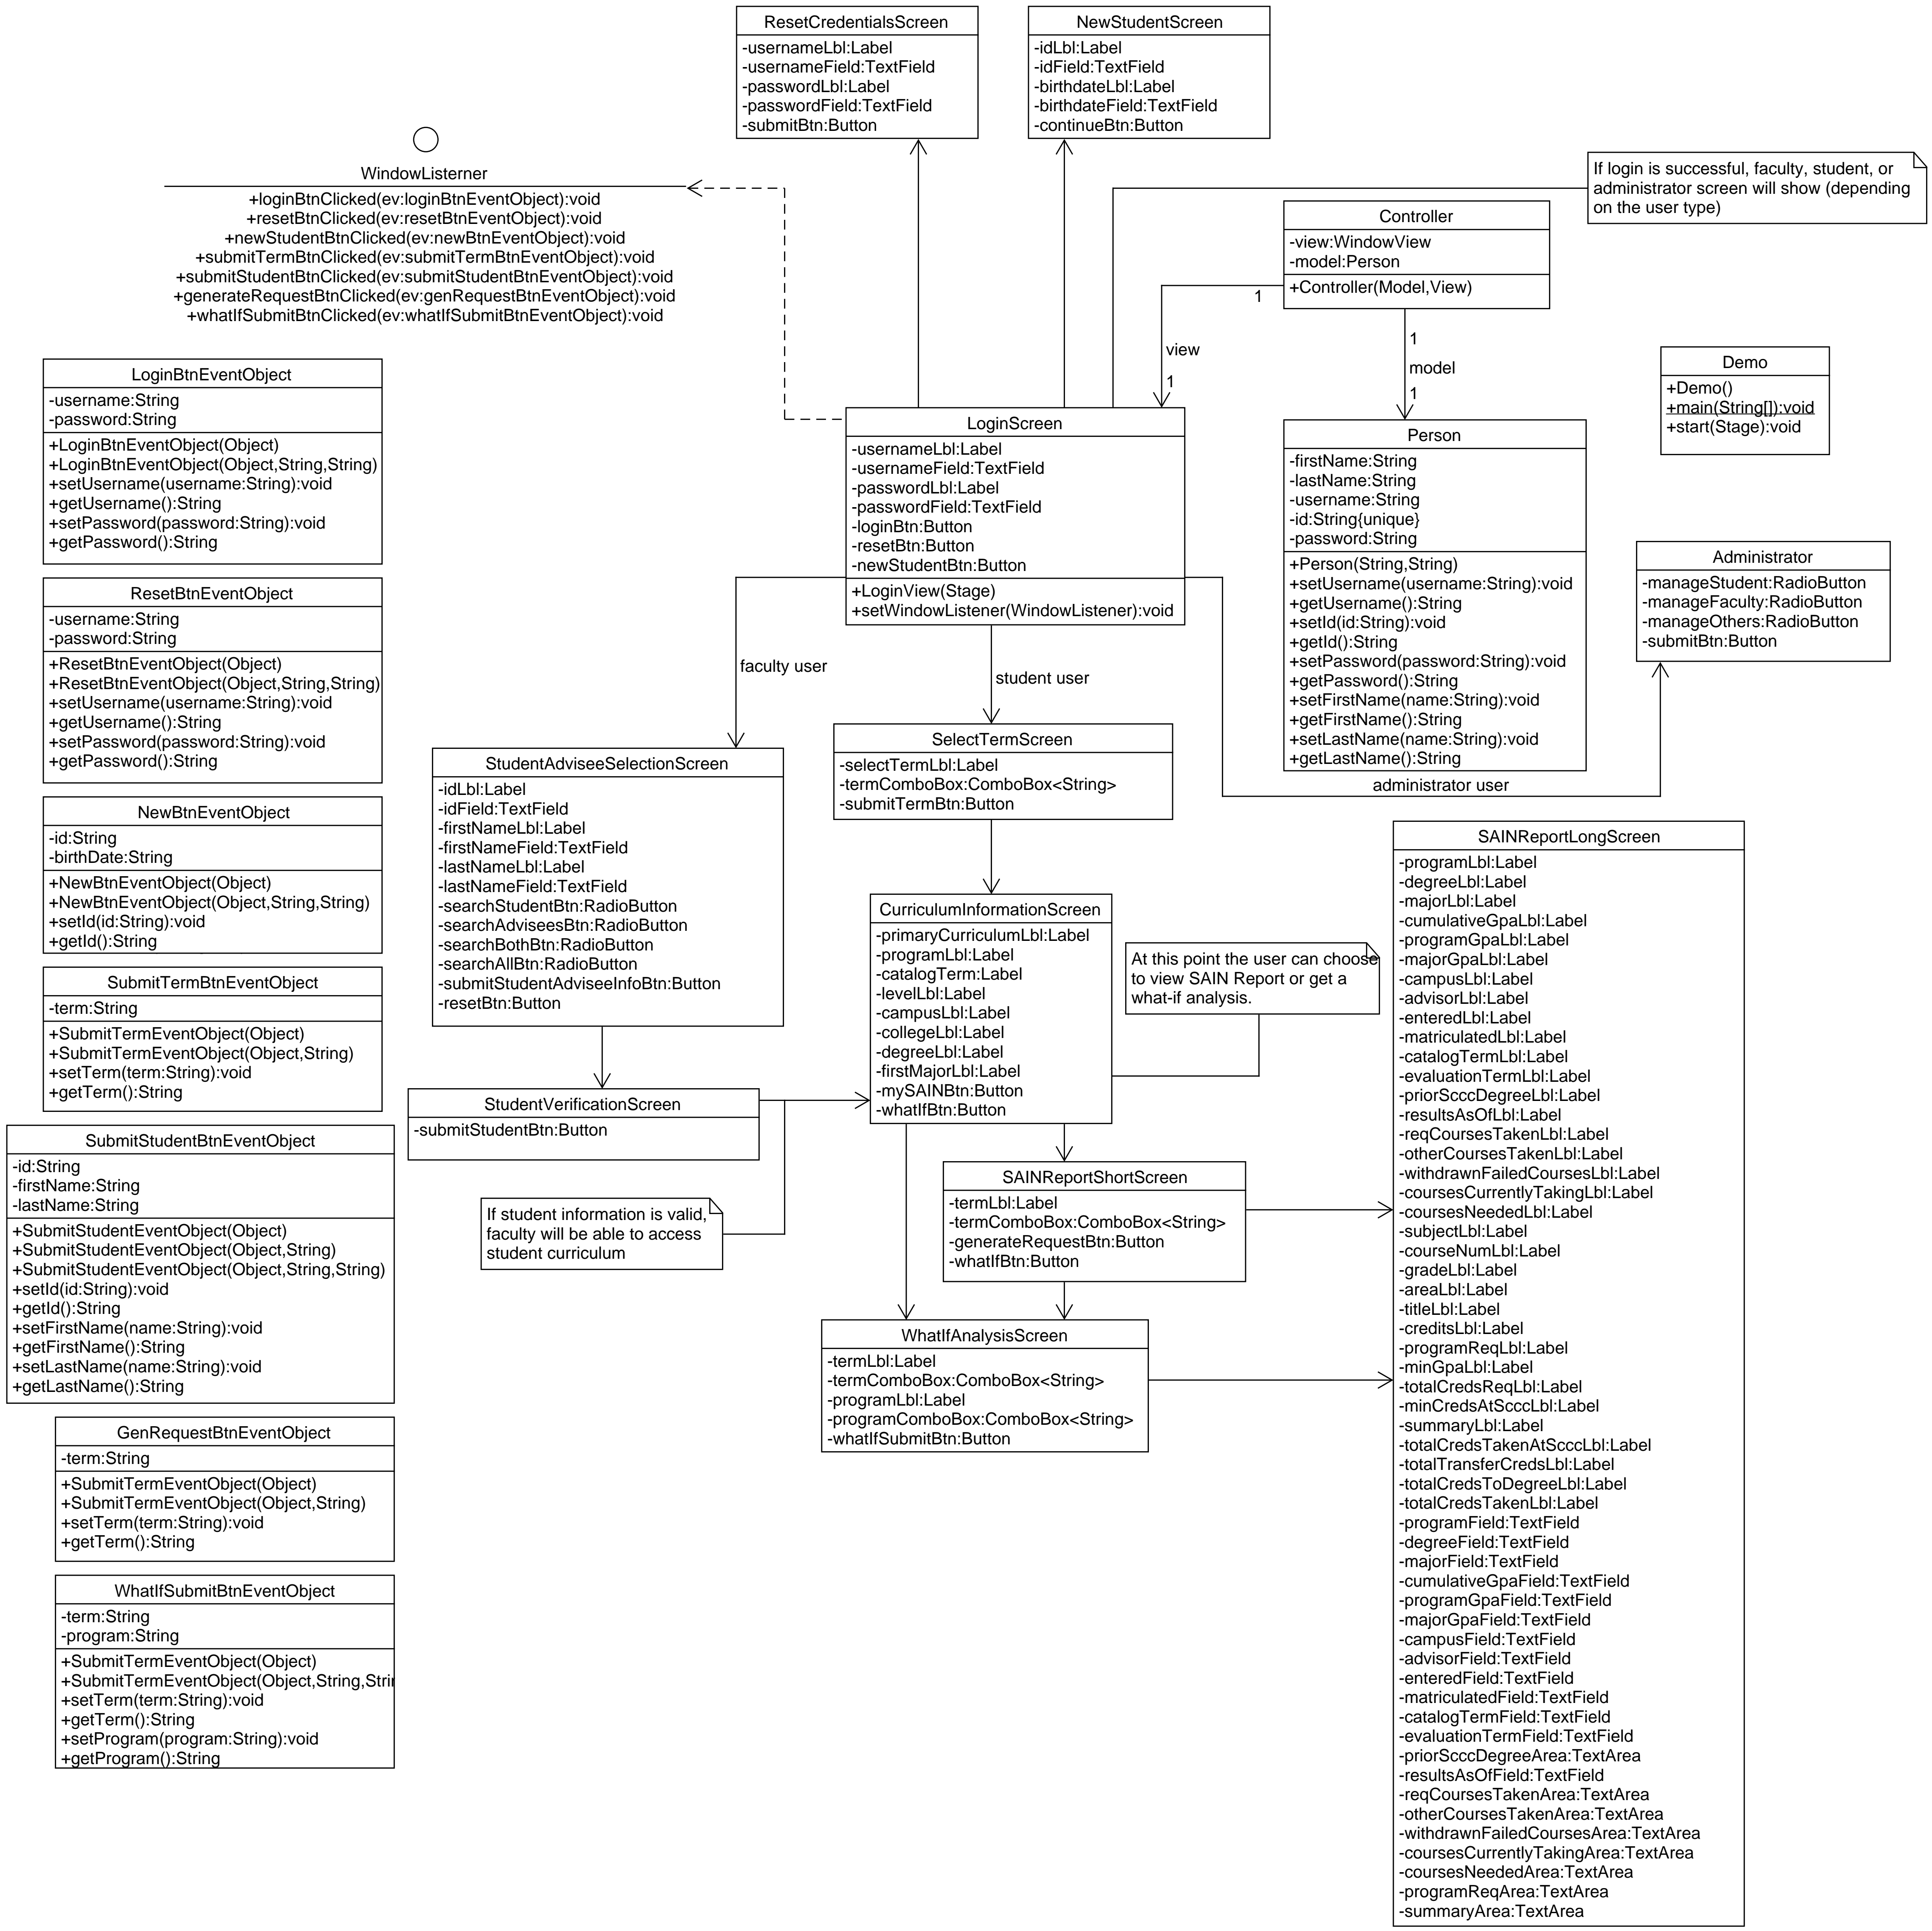 ResetCredentialsScreen
-usernameLbl:Label
-usernameField:TextField
-passwordLbl:Label
-passwordField:TextField
-submitBtn:Button
NewStudentScreen
-idLbl:Label
-idField:TextField
-birthdateLbl:Label
-birthdateField:TextField
-continueBtn:Button
WindowListerner
+loginBtnClicked(ev:loginBtnEventObject):void
+resetBtnClicked(ev:resetBtnEventObject):void
+newStudentBtnClicked(ev:newBtnEventObject):void
+submitTermBtnClicked(ev:submitTermBtnEventObject):void
+submitStudentBtnClicked(ev:submitStudentBtnEventObject):void
+generateRequestBtnClicked(ev:genRequestBtnEventObject):void
+whatIfSubmitBtnClicked(ev:whatIfSubmitBtnEventObject):void
If login is successful, faculty, student, or
administrator screen will show (depending
on the user type)
Controller
-view:WindowView
-model:Person
+Controller(Model,View)
1
view
1
1
model
1
Demo
+Demo()
+main(String[]):void
+start(Stage):void
LoginBtnEventObject
-username:String
-password:String
+LoginBtnEventObject(Object)
+LoginBtnEventObject(Object,String,String)
+setUsername(username:String):void
+getUsername():String
+setPassword(password:String):void
+getPassword():String
LoginScreen
-usernameLbl:Label
-usernameField:TextField
-passwordLbl:Label
-passwordField:TextField
-loginBtn:Button
-resetBtn:Button
-newStudentBtn:Button
+LoginView(Stage)
+setWindowListener(WindowListener):void
Person
-firstName:String
-lastName:String
-username:String
-id:String{unique}
-password:String
+Person(String,String)
+setUsername(username:String):void
+getUsername():String
+setId(id:String):void
+getId():String
+setPassword(password:String):void
+getPassword():String
+setFirstName(name:String):void
+getFirstName():String
+setLastName(name:String):void
+getLastName():String
Administrator
-manageStudent:RadioButton
-manageFaculty:RadioButton
-manageOthers:RadioButton
-submitBtn:Button
ResetBtnEventObject
-username:String
-password:String
+ResetBtnEventObject(Object)
+ResetBtnEventObject(Object,String,String)
+setUsername(username:String):void
+getUsername():String
+setPassword(password:String):void
+getPassword():String
faculty user
student user
administrator user
NewBtnEventObject
-id:String
-birthDate:String
+NewBtnEventObject(Object)
+NewBtnEventObject(Object,String,String)
+setId(id:String):void
+getId():String
StudentAdviseeSelectionScreen
-idLbl:Label
-idField:TextField
-firstNameLbl:Label
-firstNameField:TextField
-lastNameLbl:Label
-lastNameField:TextField
-searchStudentBtn:RadioButton
-searchAdviseesBtn:RadioButton
-searchBothBtn:RadioButton
-searchAllBtn:RadioButton
-submitStudentAdviseeInfoBtn:Button
-resetBtn:Button
SelectTermScreen
-selectTermLbl:Label
-termComboBox:ComboBox<String>
-submitTermBtn:Button
CurriculumInformationScreen
-primaryCurriculumLbl:Label
-programLbl:Label
-catalogTerm:Label
-levelLbl:Label
-campusLbl:Label
-collegeLbl:Label
-degreeLbl:Label
-firstMajorLbl:Label
-mySAINBtn:Button
-whatIfBtn:Button
At this point the user can choose
to view SAIN Report or get a
what-if analysis.
SubmitTermBtnEventObject
-term:String
+SubmitTermEventObject(Object)
+SubmitTermEventObject(Object,String)
+setTerm(term:String):void
+getTerm():String
StudentVerificationScreen
-submitStudentBtn:Button
If student information is valid,
faculty will be able to access
student curriculum
SubmitStudentBtnEventObject
-id:String
-firstName:String
-lastName:String
+SubmitStudentEventObject(Object)
+SubmitStudentEventObject(Object,String)
+SubmitStudentEventObject(Object,String,String)
+setId(id:String):void
+getId():String
+setFirstName(name:String):void
+getFirstName():String
+setLastName(name:String):void
+getLastName():String
SAINReportShortScreen
-termLbl:Label
-termComboBox:ComboBox<String>
-generateRequestBtn:Button
-whatIfBtn:Button
WhatIfAnalysisScreen
-termLbl:Label
-termComboBox:ComboBox<String>
-programLbl:Label
-programComboBox:ComboBox<String>
-whatIfSubmitBtn:Button
GenRequestBtnEventObject
-term:String
+SubmitTermEventObject(Object)
+SubmitTermEventObject(Object,String)
+setTerm(term:String):void
+getTerm():String
WhatIfSubmitBtnEventObject
-term:String
-program:String
+SubmitTermEventObject(Object)
+SubmitTermEventObject(Object,String,Strin
+setTerm(term:String):void
+getTerm():String
+setProgram(program:String):void
+getProgram():String
SAINReportLongScreen
-programLbl:Label
-degreeLbl:Label
-majorLbl:Label
-cumulativeGpaLbl:Label
-programGpaLbl:Label
-majorGpaLbl:Label
-campusLbl:Label
-advisorLbl:Label
-enteredLbl:Label
-matriculatedLbl:Label
-catalogTermLbl:Label
-evaluationTermLbl:Label
-priorScccDegreeLbl:Label
-resultsAsOfLbl:Label
-reqCoursesTakenLbl:Label
-otherCoursesTakenLbl:Label
-withdrawnFailedCoursesLbl:Label
-coursesCurrentlyTakingLbl:Label
-coursesNeededLbl:Label
-subjectLbl:Label
-courseNumLbl:Label
-gradeLbl:Label
-areaLbl:Label
-titleLbl:Label
-creditsLbl:Label
-programReqLbl:Label
-minGpaLbl:Label
-totalCredsReqLbl:Label
-minCredsAtScccLbl:Label
-summaryLbl:Label
-totalCredsTakenAtScccLbl:Label
-totalTransferCredsLbl:Label
-totalCredsToDegreeLbl:Label
-totalCredsTakenLbl:Label
-programField:TextField
-degreeField:TextField
-majorField:TextField
-cumulativeGpaField:TextField
-programGpaField:TextField
-majorGpaField:TextField
-campusField:TextField
-advisorField:TextField
-enteredField:TextField
-matriculatedField:TextField
-catalogTermField:TextField
-evaluationTermField:TextField
-priorScccDegreeArea:TextArea
-resultsAsOfField:TextField
-reqCoursesTakenArea:TextArea
-otherCoursesTakenArea:TextArea
-withdrawnFailedCoursesArea:TextArea
-coursesCurrentlyTakingArea:TextArea
-coursesNeededArea:TextArea
-programReqArea:TextArea
-summaryArea:TextArea